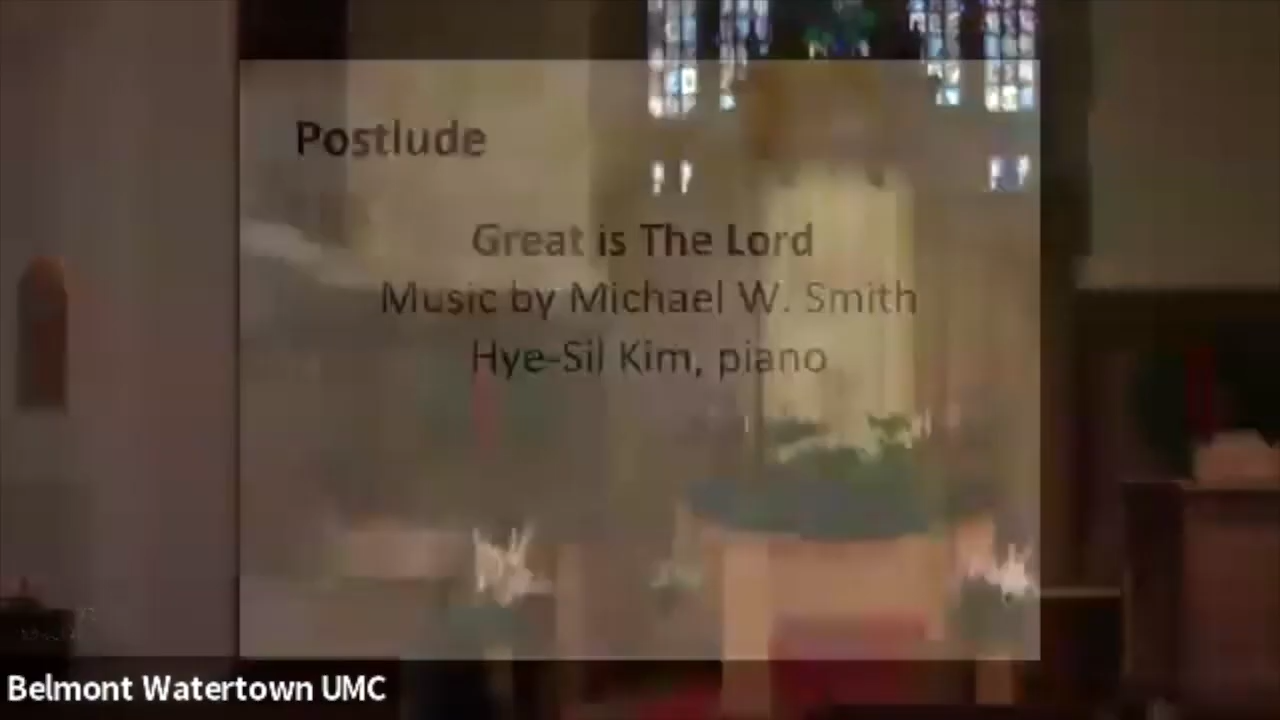 Postlude
Great is The Lord
Music by Michael W. Smith
Hye-Sil Kim, piano
Belmont Watertown UMC